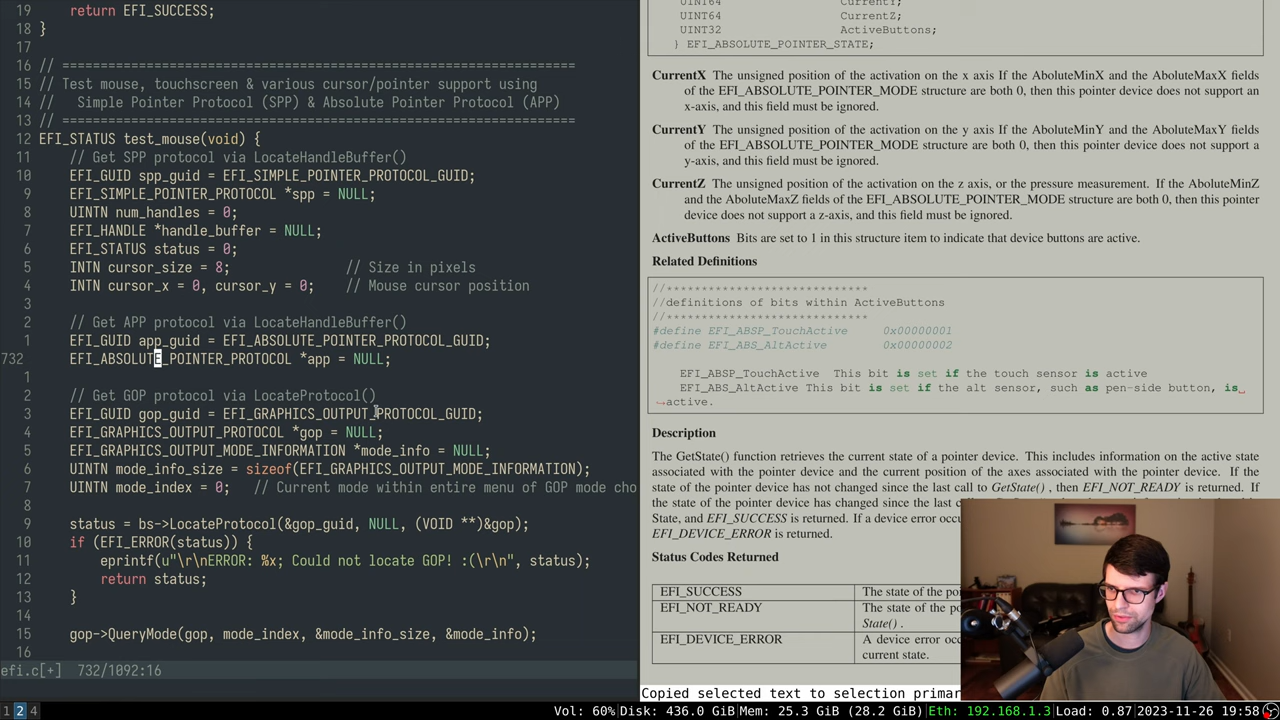 19          return EFI_SUCCESS;
18  }
17
16  // ===================================================================
15  // Test mouse, touchscreen & various cursor/pointer support using
14  //   Simple Pointer Protocol (SPP) & Absolute Pointer Protocol (APP)
13  // ===================================================================
12  EFI_STATUS test_mouse(void) {
11      // Get SPP protocol via LocateHandleBuffer()
10      EFI_GUID spp_guid = EFI_SIMPLE_POINTER_PROTOCOL_GUID;
9      EFI_SIMPLE_POINTER_PROTOCOL *spp = NULL;
8      UINTN num_handles = 0;
7      EFI_HANDLE *handle_buffer = NULL;
6      EFI_STATUS status = 0;
5      INTN cursor_size = 8;               // Size in pixels
4      INTN cursor_x = 0, cursor_y = 0;    // Mouse cursor position
3
2      // Get APP protocol via LocateHandleBuffer()
1      EFI_GUID app_guid = EFI_ABSOLUTE_POINTER_PROTOCOL_GUID;
732      EFI_ABSOLUTE_POINTER_PROTOCOL *app = NULL;
1
2      // Get GOP protocol via LocateProtocol()
3      EFI_GUID gop_guid = EFI_GRAPHICS_OUTPUT_PROTOCOL_GUID;
4      EFI_GRAPHICS_OUTPUT_PROTOCOL *gop = NULL;
5      EFI_GRAPHICS_OUTPUT_MODE_INFORMATION *mode_info = NULL;
6      UINTN mode_info_size = sizeof(EFI_GRAPHICS_OUTPUT_MODE_INFORMATION);
7      UINTN mode_index = 0;   // Current mode within entire menu of GOP mode cho
8
9      status = bs->LocateProtocol(&gop_guid, NULL, (VOID **)&gop);
10      if (EFI_ERROR(status)) {
11          eprintf(u"\r\nERROR: %x; Could not locate GOP! :(\r\n", status);
12          return status;
13      }
14
15      gop->QueryMode(gop, mode_index, &mode_info_size, &mode_info);
16
efi.c[+]  732/1092:16
UINT64 CurrentY;
UINT64 CurrentZ;
UINT32 ActiveButtons;
} EFI_ABSOLUTE_POINTER_STATE;
CurrentX The unsigned position of the activation on the x axis If the AboluteMinX and the AboluteMaxX fields
of the EFI_ABSOLUTE_POINTER_MODE structure are both 0, then this pointer device does not support an
x-axis, and this field must be ignored.
CurrentY The unsigned position of the activation on the y axis If the AboluteMinY and the AboluteMaxY fields
of the EFI_ABSOLUTE_POINTER_MODE structure are both 0, then this pointer device does not support a
y-axis, and this field must be ignored.
CurrentZ The unsigned position of the activation on the z axis, or the pressure measurement. If the AboluteMinZ
and the AboluteMaxZ fields of the EFI_ABSOLUTE_POINTER_MODE structure are both 0, then this pointer
device does not support a z-axis, and this field must be ignored.
ActiveButtons Bits are set to 1 in this structure item to indicate that device buttons are active.
Related Definitions
//****************************
//definitions of bits within ActiveButtons
//****************************
#define EFI_ABSP_TouchActive 0x00000001
#define EFI_ABS_AltActive 0x00000002
EFI_ABSP_TouchActive This bit is set if the touch sensor is active
EFI_ABS_AltActive This bit is set if the alt sensor, such as pen-side button, is
↪active.
Description
The GetState() function retrieves the current state of a pointer device. This includes information on the active state
associated with the pointer device and the current position of the axes associated with the pointer device. If the
state of the pointer device has not changed since the last call to GetState() , then EFI_NOT_READY is returned. If
the state of the pointer device has changed since the last
State, and EFI_SUCCESS is returned. If a device error occu
EFI_DEVICE_ERROR is returned.
Status Codes Returned
EFI_SUCCESS The state of the poi
EFI_NOT_READY The state of the po
State() .
EFI_DEVICE_ERROR A device error occ
current state.
Copied selected text to selection primar
1 2 4 Vol: 60%|Disk: 436.0 GiB|Mem: 25.3 GiB (28.2 GiB)|Eth: 192.168.1.3|Load: 0.87 2023-11-26 19:58